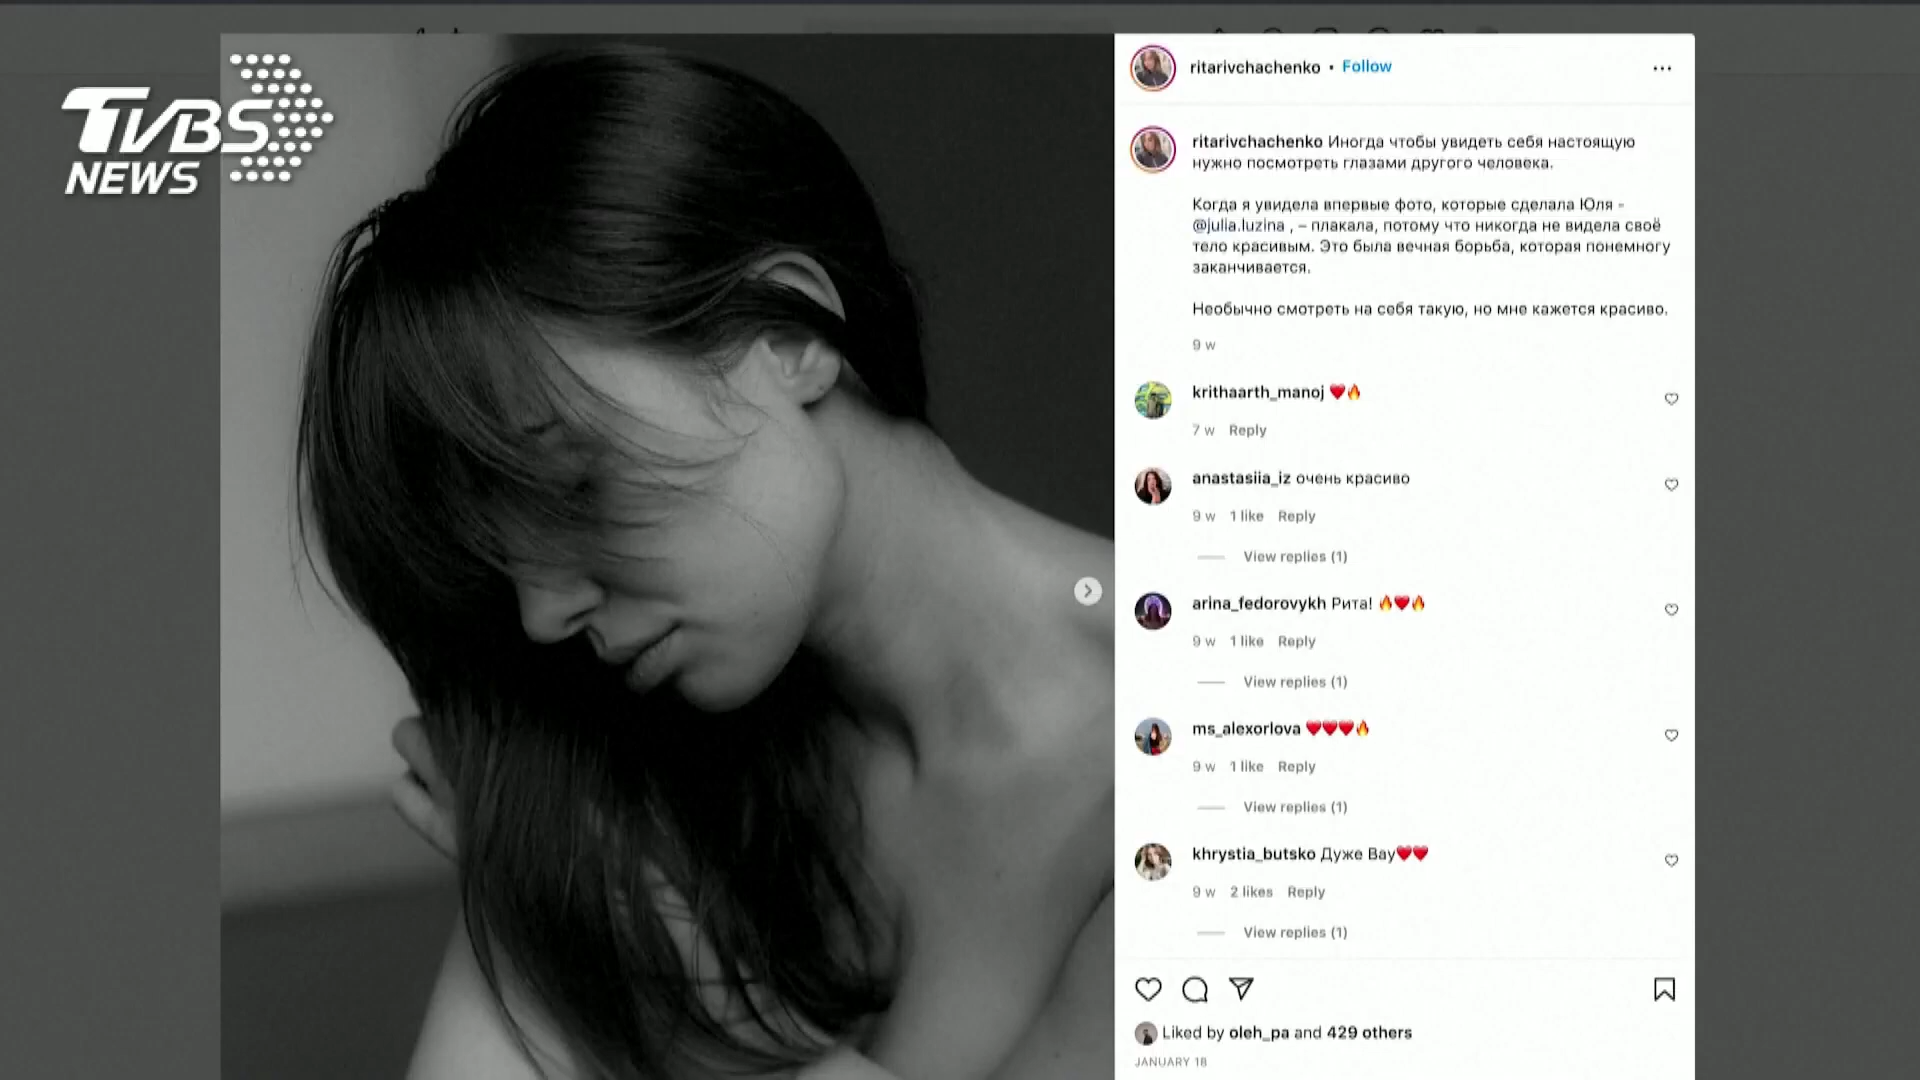 TVBS
NEWS
ritarivchachenko • Follow
ritarivchachenko Иногда чтобы увидеть себя настоящую
нужно посмотреть глазами другого человека.
Когда я увидела впервые фото, которые сделала Юля -
@julia.luzina , – плакала, потому что никогда не видела своё
тело красивым. Это была вечная борьба, которая понемногу
заканчивается.
Необычно смотреть на себя такую, но мне кажется красиво.
9 w
krithaarth_manoj ❤️🔥
7 w Reply
anastasiia_iz очень красиво
9 w 1 like Reply
View replies (1)
arina_fedorovykh Рита! 🔥❤️🔥
9 w 1 like Reply
View replies (1)
ms_alexorlova ❤️❤️❤️🔥
9 w 1 like Reply
View replies (1)
khrystia_butsko Дуже Вау❤️❤️
9 w 2 likes Reply
View replies (1)
Liked by oleh_pa and 429 others
JANUARY 18